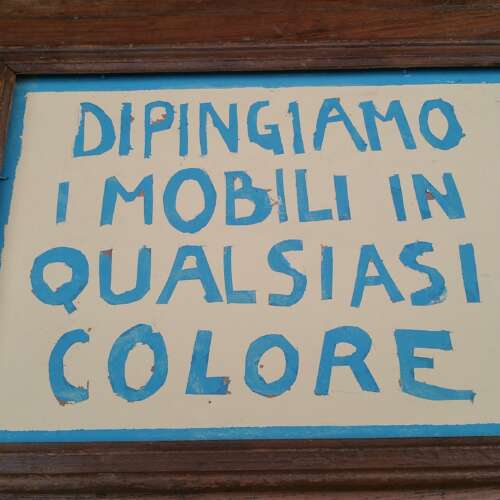 DIPINGIAMO
I MOBILI IN
QUALSIASI
COLORE